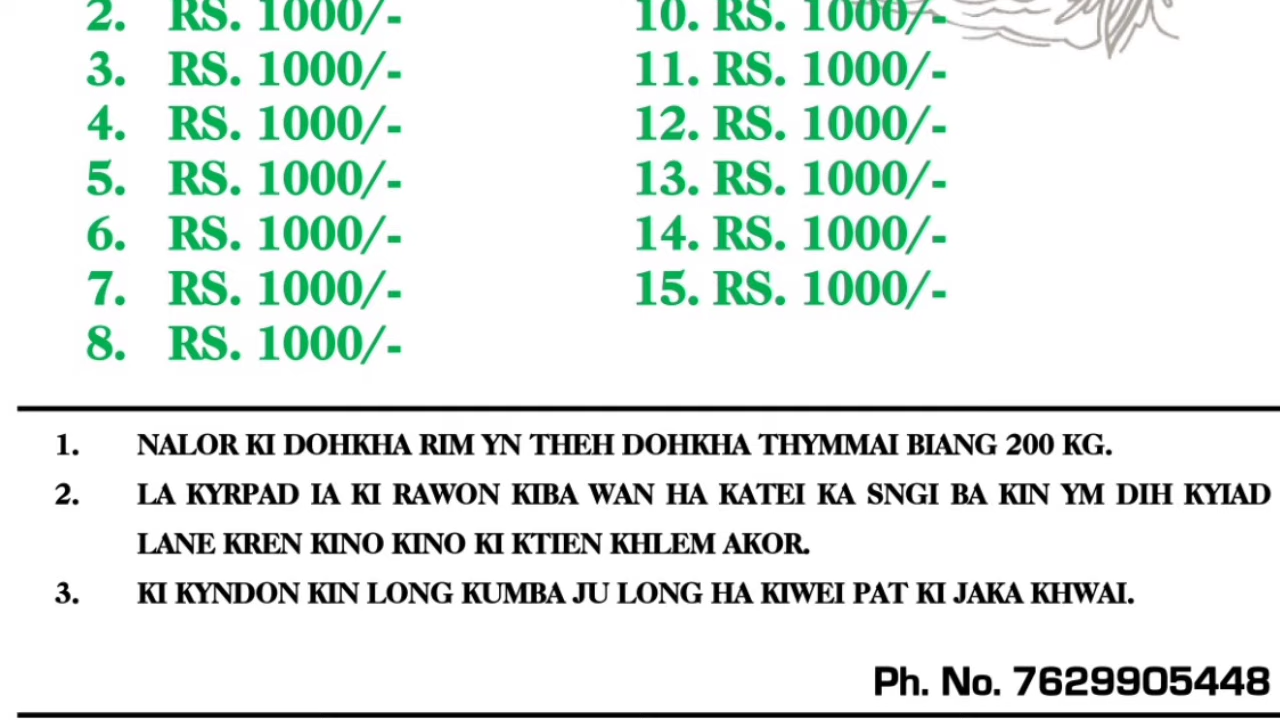 2. RS. 1000/-
3. RS. 1000/-
4. RS. 1000/-
5. RS. 1000/-
6. RS. 1000/-
7. RS. 1000/-
8. RS. 1000/-
10. RS. 1000/-
11. RS. 1000/-
12. RS. 1000/-
13. RS. 1000/-
14. RS. 1000/-
15. RS. 1000/-
1. NALOR KI DOHKHA RIM YN THEH DOHKHA THYMMAI BIANG 200 KG.
2. LA KYRPAD IA KI RAWON KIBA WAN HA KATEI KA SNGI BA KIN YM DIH KYIAD
LANE KREN KINO KINO KI KTIEN KHLEM AKOR.
3. KI KYNDON KIN LONG KUMBA JU LONG HA KIWEI PAT KI JAKA KHWAI.
Ph. No. 7629905448